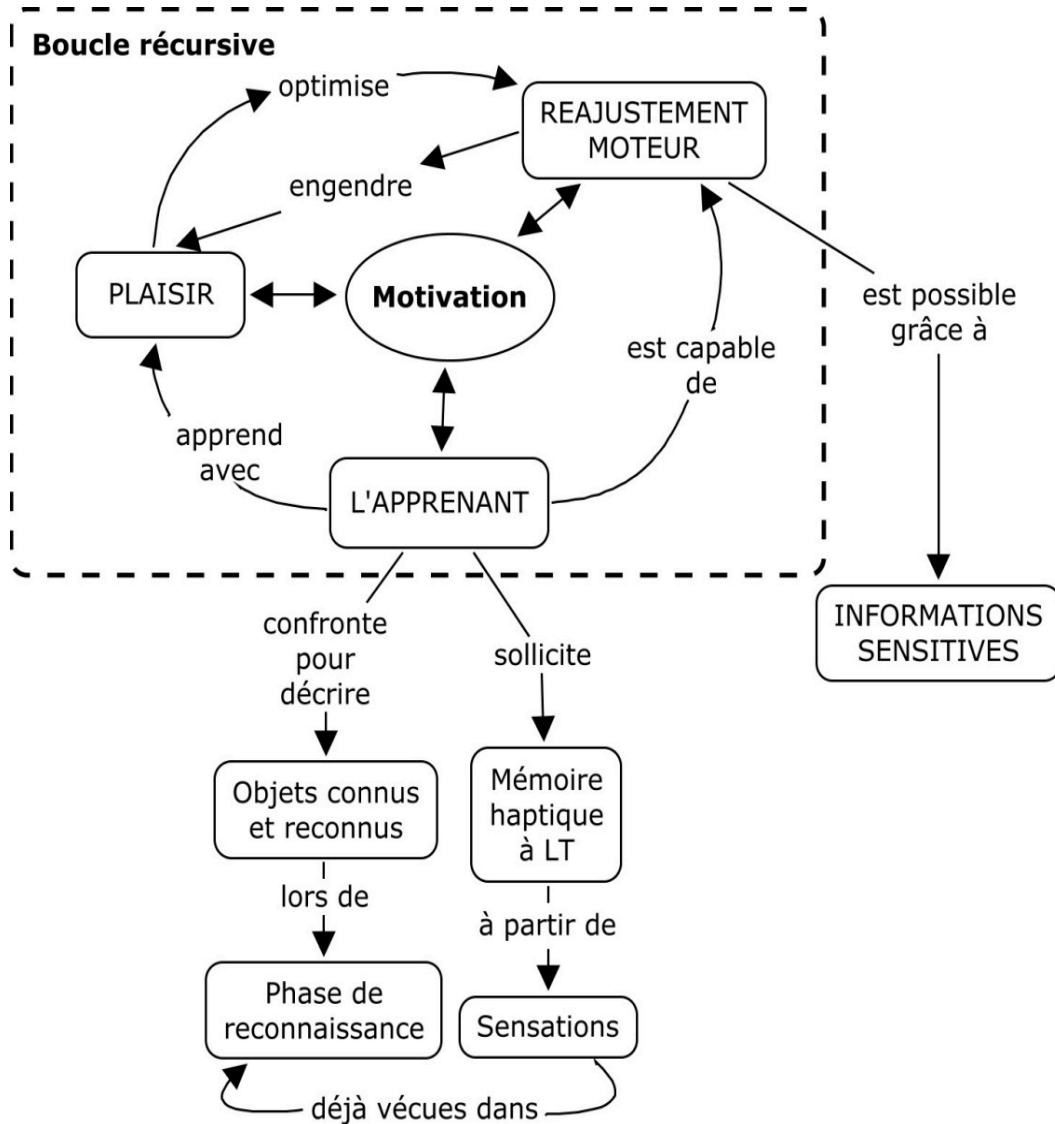 Boucle récursive
optimise
REAJUSTEMENT
MOTEUR
engendre
PLAISIR
Motivation
est possible
grâce à
est capable
de
apprend
avec
L'APPRENANT
INFORMATIONS
SENSITIVES
confronte
pour
décrire
sollicite
Objets connus
et reconnus
Mémoire
haptique
à LT
lors de
à partir de
Phase de
reconnaissance
Sensations
déjà vécues dans